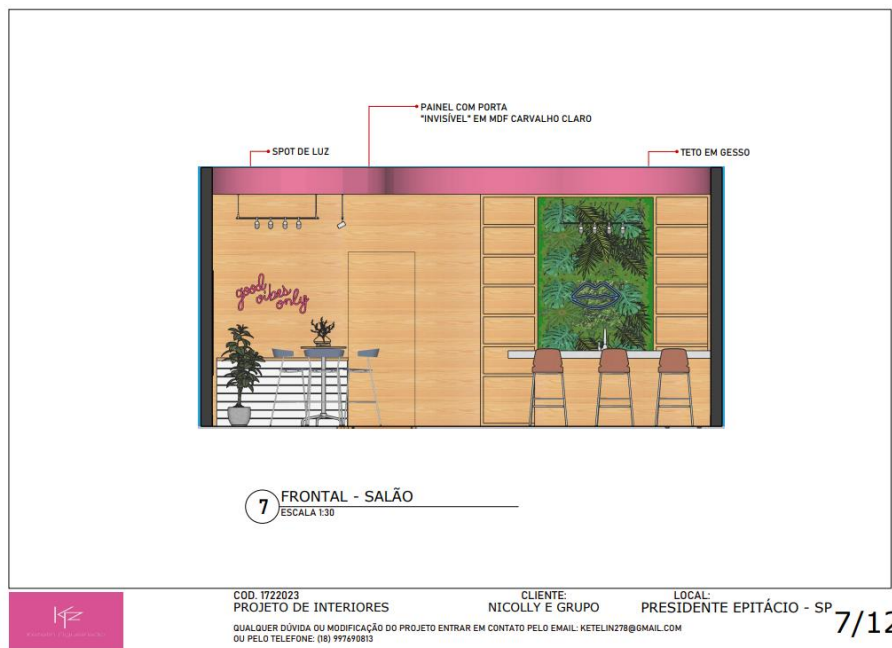 PAINEL COM PORTA
"INVISÍVEL" EM MDF CARVALHO CLARO
SPOT DE LUZ
TETO EM GESSO
good
vibes
only
7
FRONTAL - SALÃO
ESCALA 1:30
KFZ
COD. 1722023
PROJETO DE INTERIORES
CLIENTE:
NICOLLY E GRUPO
LOCAL:
PRESIDENTE EPITÁCIO - SP
QUALQUER DÚVIDA OU MODIFICAÇÃO DO PROJETO ENTRAR EM CONTATO PELO EMAIL: KETELIN278@GMAIL.COM
OU PELO TELEFONE: (18) 997690813
7/12